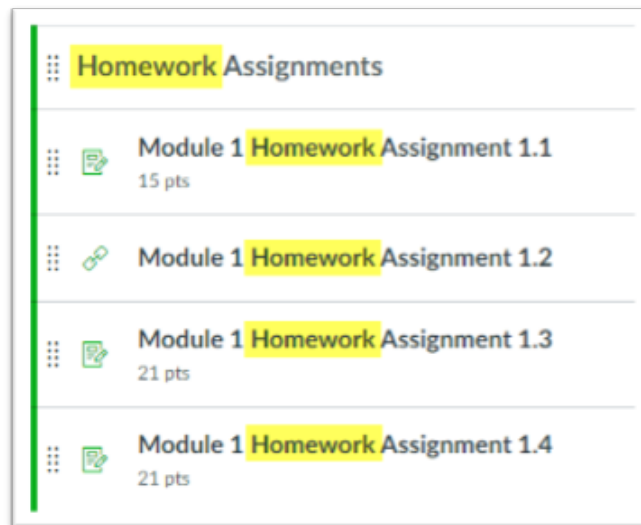 Homework Assignments
Module 1 Homework Assignment 1.1
15 pts
Module 1 Homework Assignment 1.2
Module 1 Homework Assignment 1.3
21 pts
Module 1 Homework Assignment 1.4
21 pts